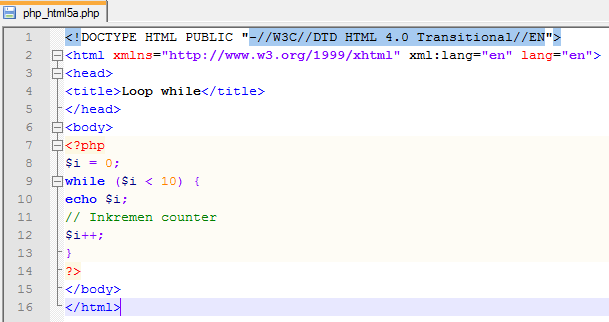 php_html5a.php
1 <!DOCTYPE HTML PUBLIC "-//W3C//DTD HTML 4.0 Transitional//EN">
2 <html xmlns="http://www.w3.org/1999/xhtml" xml:lang="en" lang="en">
3 <head>
4 <title>Loop while</title>
5 </head>
6 <body>
7 <?php
8 $i = 0;
9 while ($i < 10) {
10 echo $i;
11 // Inkremen counter
12 $i++;
13 }
14 ?>
15 </body>
16 </html>